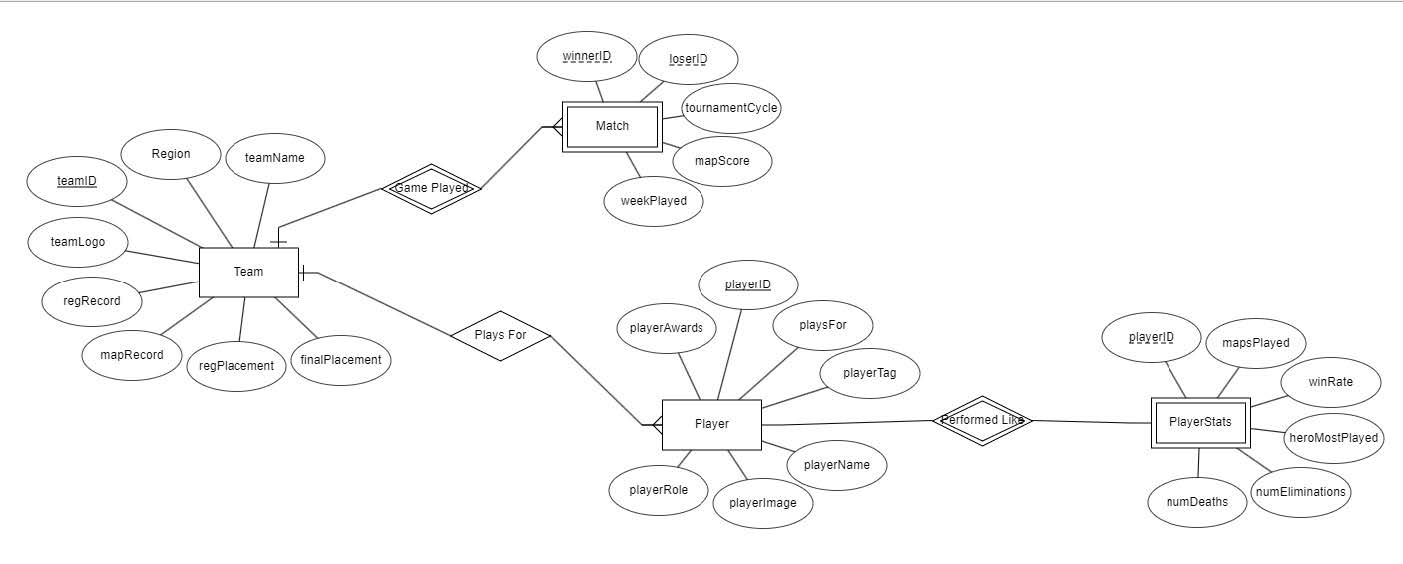 winnerID
loserID
tournamentCycle
Match
mapScore
weekPlayed
Region
teamName
teamID
Game Played
teamLogo
Team
regRecord
mapRecord
regPlacement
finalPlacement
Plays For
playerID
playerAwards
playsFor
playerTag
Player
playerName
playerRole
playerImage
Performed Like
playerID
mapsPlayed
winRate
PlayerStats
heroMostPlayed
numEliminations
numDeaths